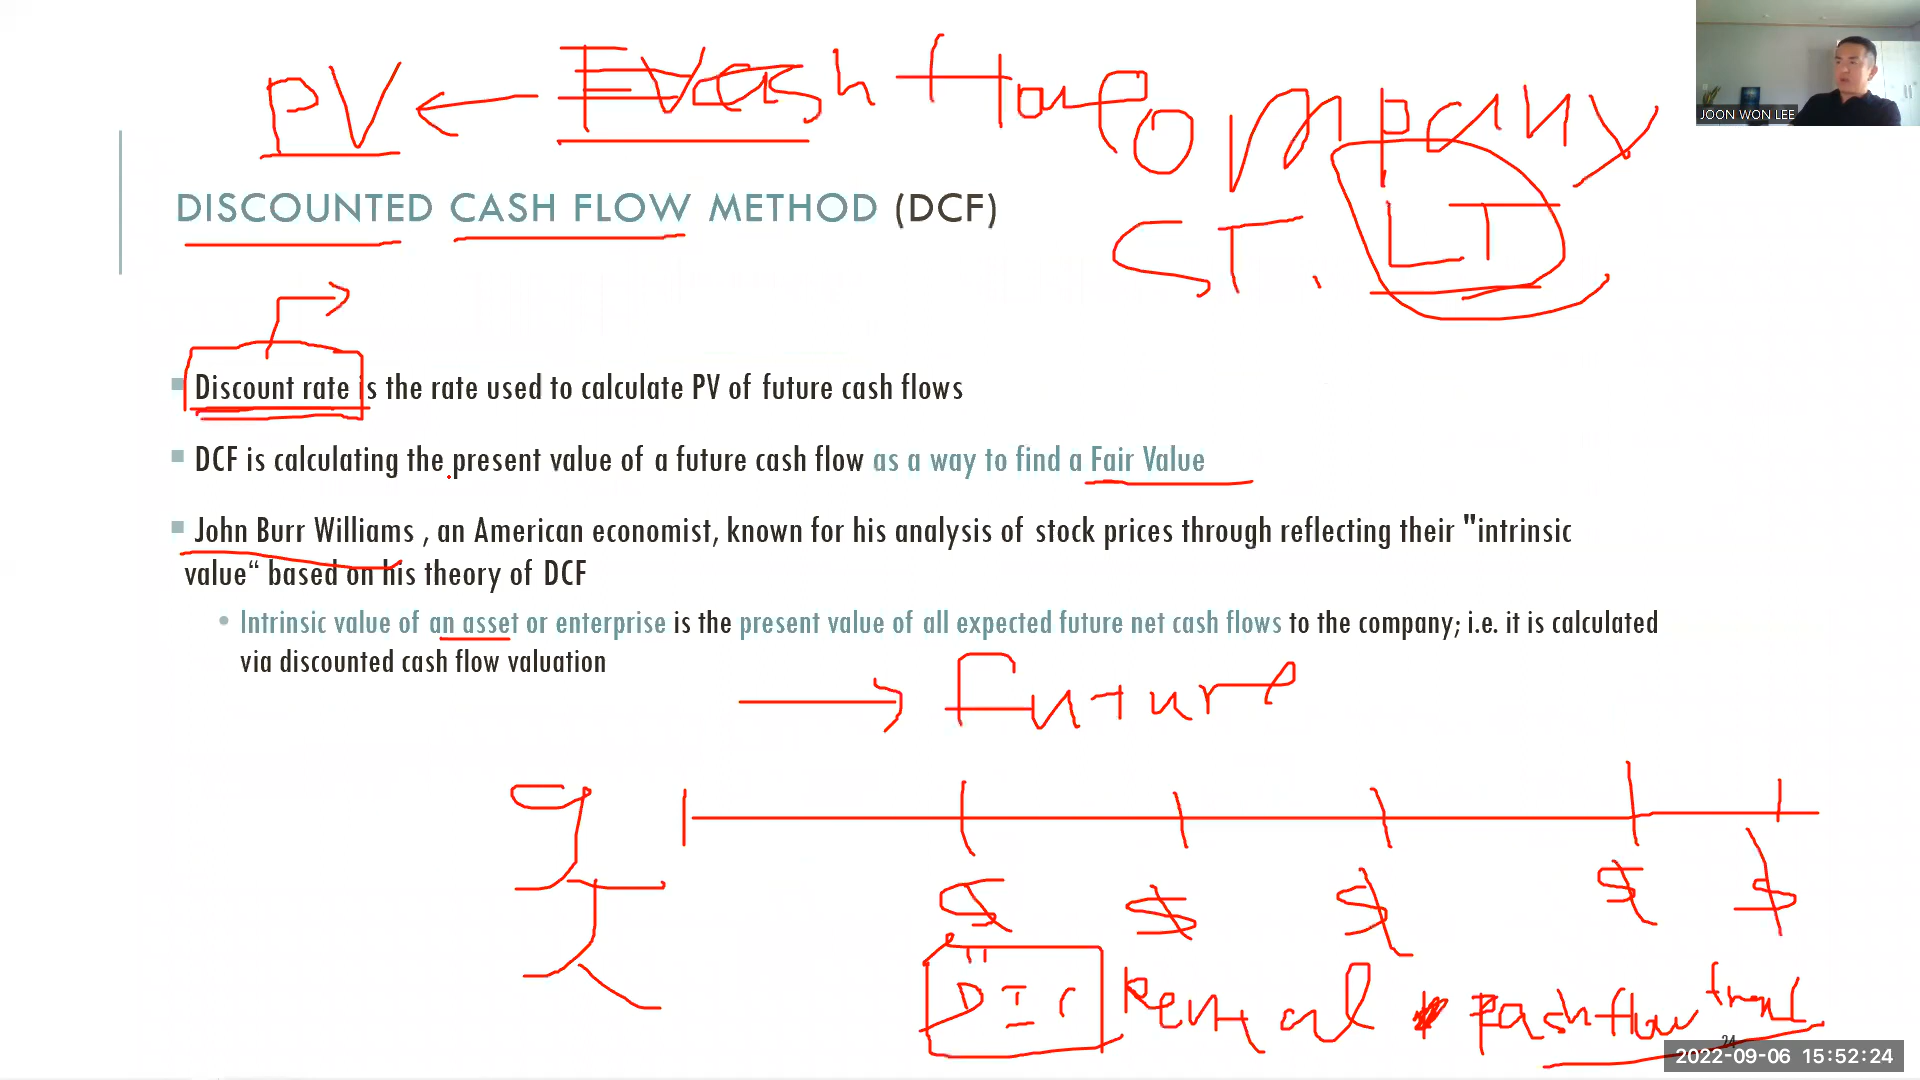 PV ← cash flow
Company
JOON WON LEE
DISCOUNTED CASH FLOW METHOD (DCF)
ST. LT
▪ Discount rate is the rate used to calculate PV of future cash flows
▪ DCF is calculating the present value of a future cash flow as a way to find a Fair Value
▪ John Burr Williams , an American economist, known for his analysis of stock prices through reflecting their "intrinsic
value“ based on his theory of DCF
• Intrinsic value of an asset or enterprise is the present value of all expected future net cash flows to the company; i.e. it is calculated
via discounted cash flow valuation
→ Future
$ $ $ $ $
Rental cash flow
24
2022-09-06 15:52:24